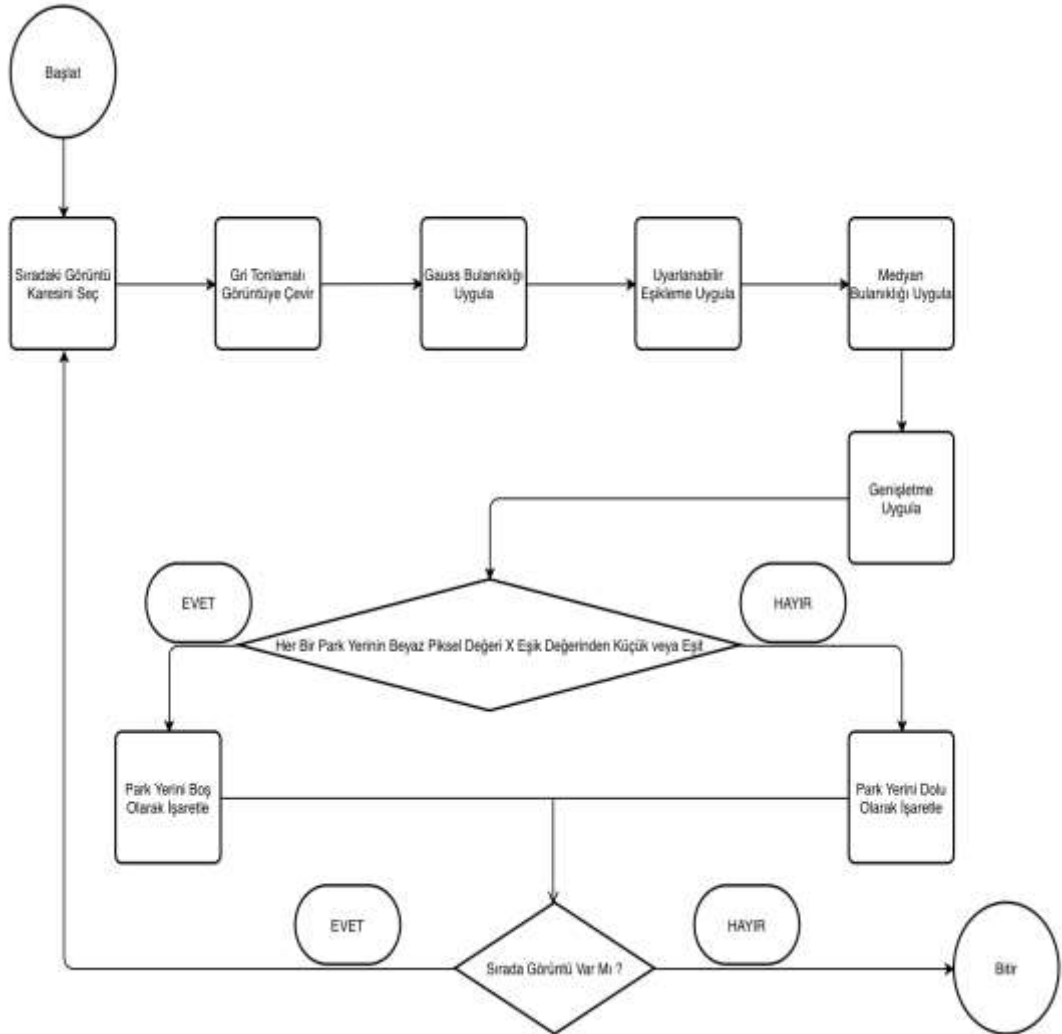 Başlat
Sıradaki Görüntü
Karesini Seç
Gri Tonlamalı
Görüntüye Çevir
Gauss Bulanıklığı
Uygula
Uyarlanabilir
Eşikleme Uygula
Medyan
Bulanıklığı Uygula
Genişletme
Uygula
EVET
HAYIR
Her Bir Park Yerinin Beyaz Piksel Değeri X Eşik Değerinden Küçük veya Eşit
Park Yerini Boş
Olarak İşaretle
Park Yerini Dolu
Olarak İşaretle
EVET
HAYIR
Sırada Görüntü Var Mı ?
Bitir